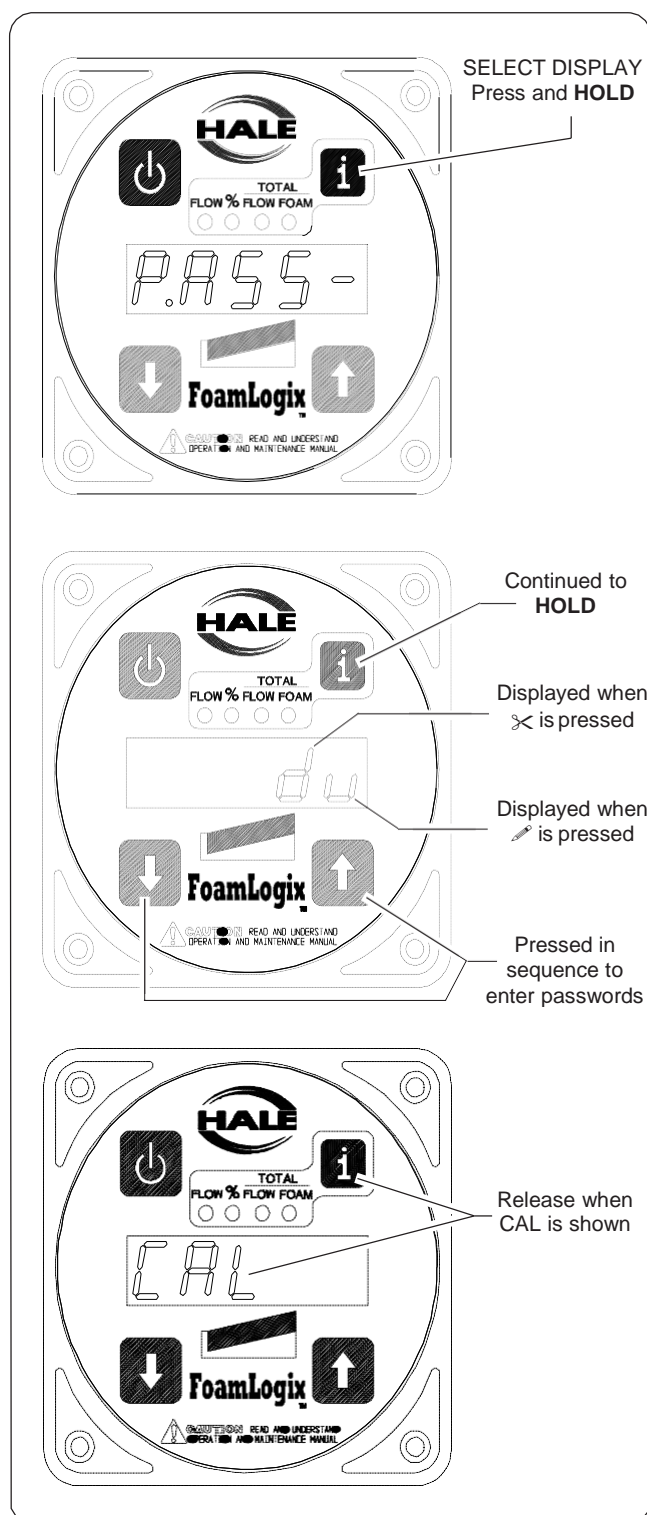 SELECT DISPLAY
Press and HOLD
HALE
i
TOTAL
FLOW % FLOW FOAM
P.ASS-
FoamLogix™
CAUTION READ AND UNDERSTAND
OPERATION AND MAINTENANCE MANUAL
Continued to
HOLD
HALE
i
TOTAL
FLOW % FLOW FOAM
Displayed when
✂ is pressed
du
Displayed when
✏ is pressed
FoamLogix™
CAUTION READ AND UNDERSTAND
OPERATION AND MAINTENANCE MANUAL
Pressed in
sequence to
enter passwords
HALE
i
TOTAL
FLOW % FLOW FOAM
Release when
CAL is shown
CAL
FoamLogix™
CAUTION READ AND UNDERSTAND
OPERATION AND MAINTENANCE MANUAL